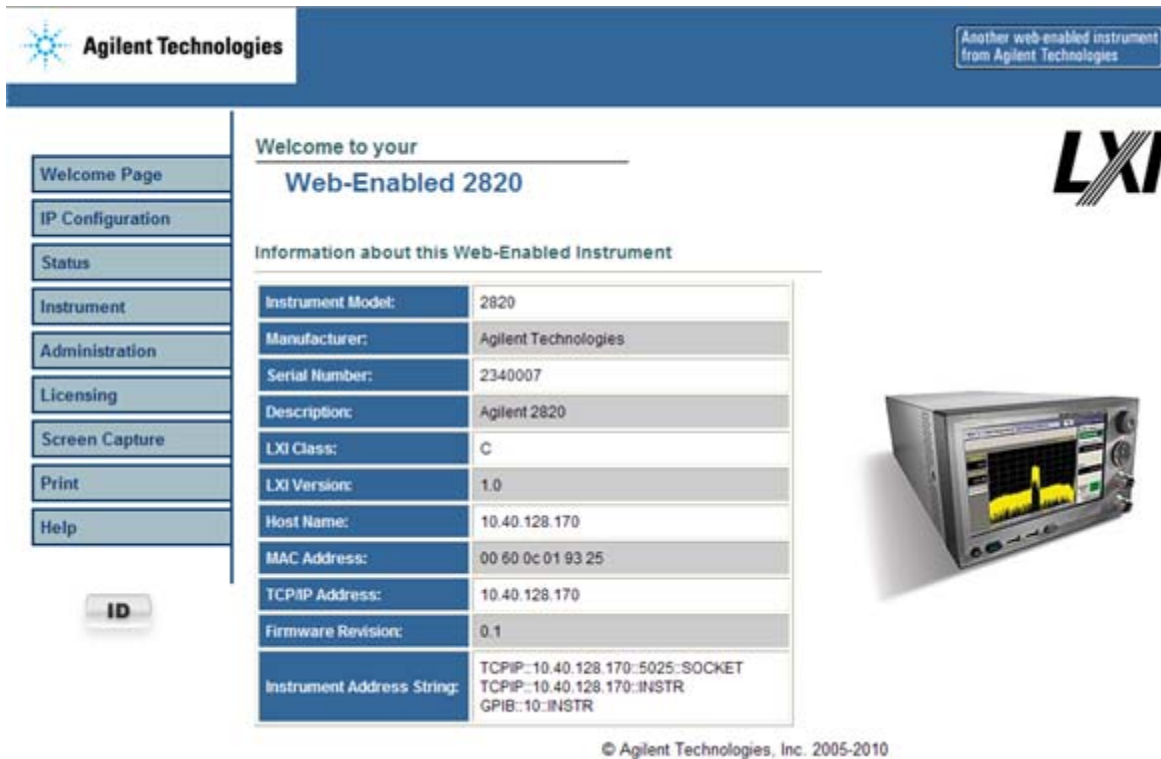 Agilent Technologies
Another web-enabled instrument
from Agilent Technologies
Welcome Page
IP Configuration
Status
Instrument
Administration
Licensing
Screen Capture
Print
Help
ID
Welcome to your
Web-Enabled 2820
LXI
Information about this Web-Enabled Instrument
Instrument Model: 2820
Manufacturer: Agilent Technologies
Serial Number: 2340007
Description: Agilent 2820
LXI Class: C
LXI Version: 1.0
Host Name: 10.40.128.170
MAC Address: 00 60 0c 01 93 25
TCP/IP Address: 10.40.128.170
Firmware Revision: 0.1
Instrument Address String: TCPIP::10.40.128.170::5025::SOCKET
TCPIP::10.40.128.170::INSTR
GPIB::10::INSTR
© Agilent Technologies, Inc. 2005-2010